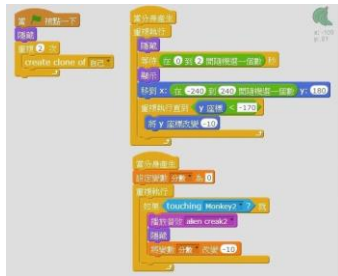 當 被點一下
隱藏
重複 2 次
create clone of 自己
當分身產生
重複執行
隱藏
等待 在 0 到 2 間隨機選一個數 秒
顯示
移到 x: 在 -240 到 240 間隨機選一個數 y: 180
重複執行直到 y 座標 < -170
將 y 座標改變 -10
當分身產生
設定變數 分數 為 0
重複執行
如果 touching Monkey2 ? 就
播放音效 alien creak2
隱藏
將變數 分數 改變 -10